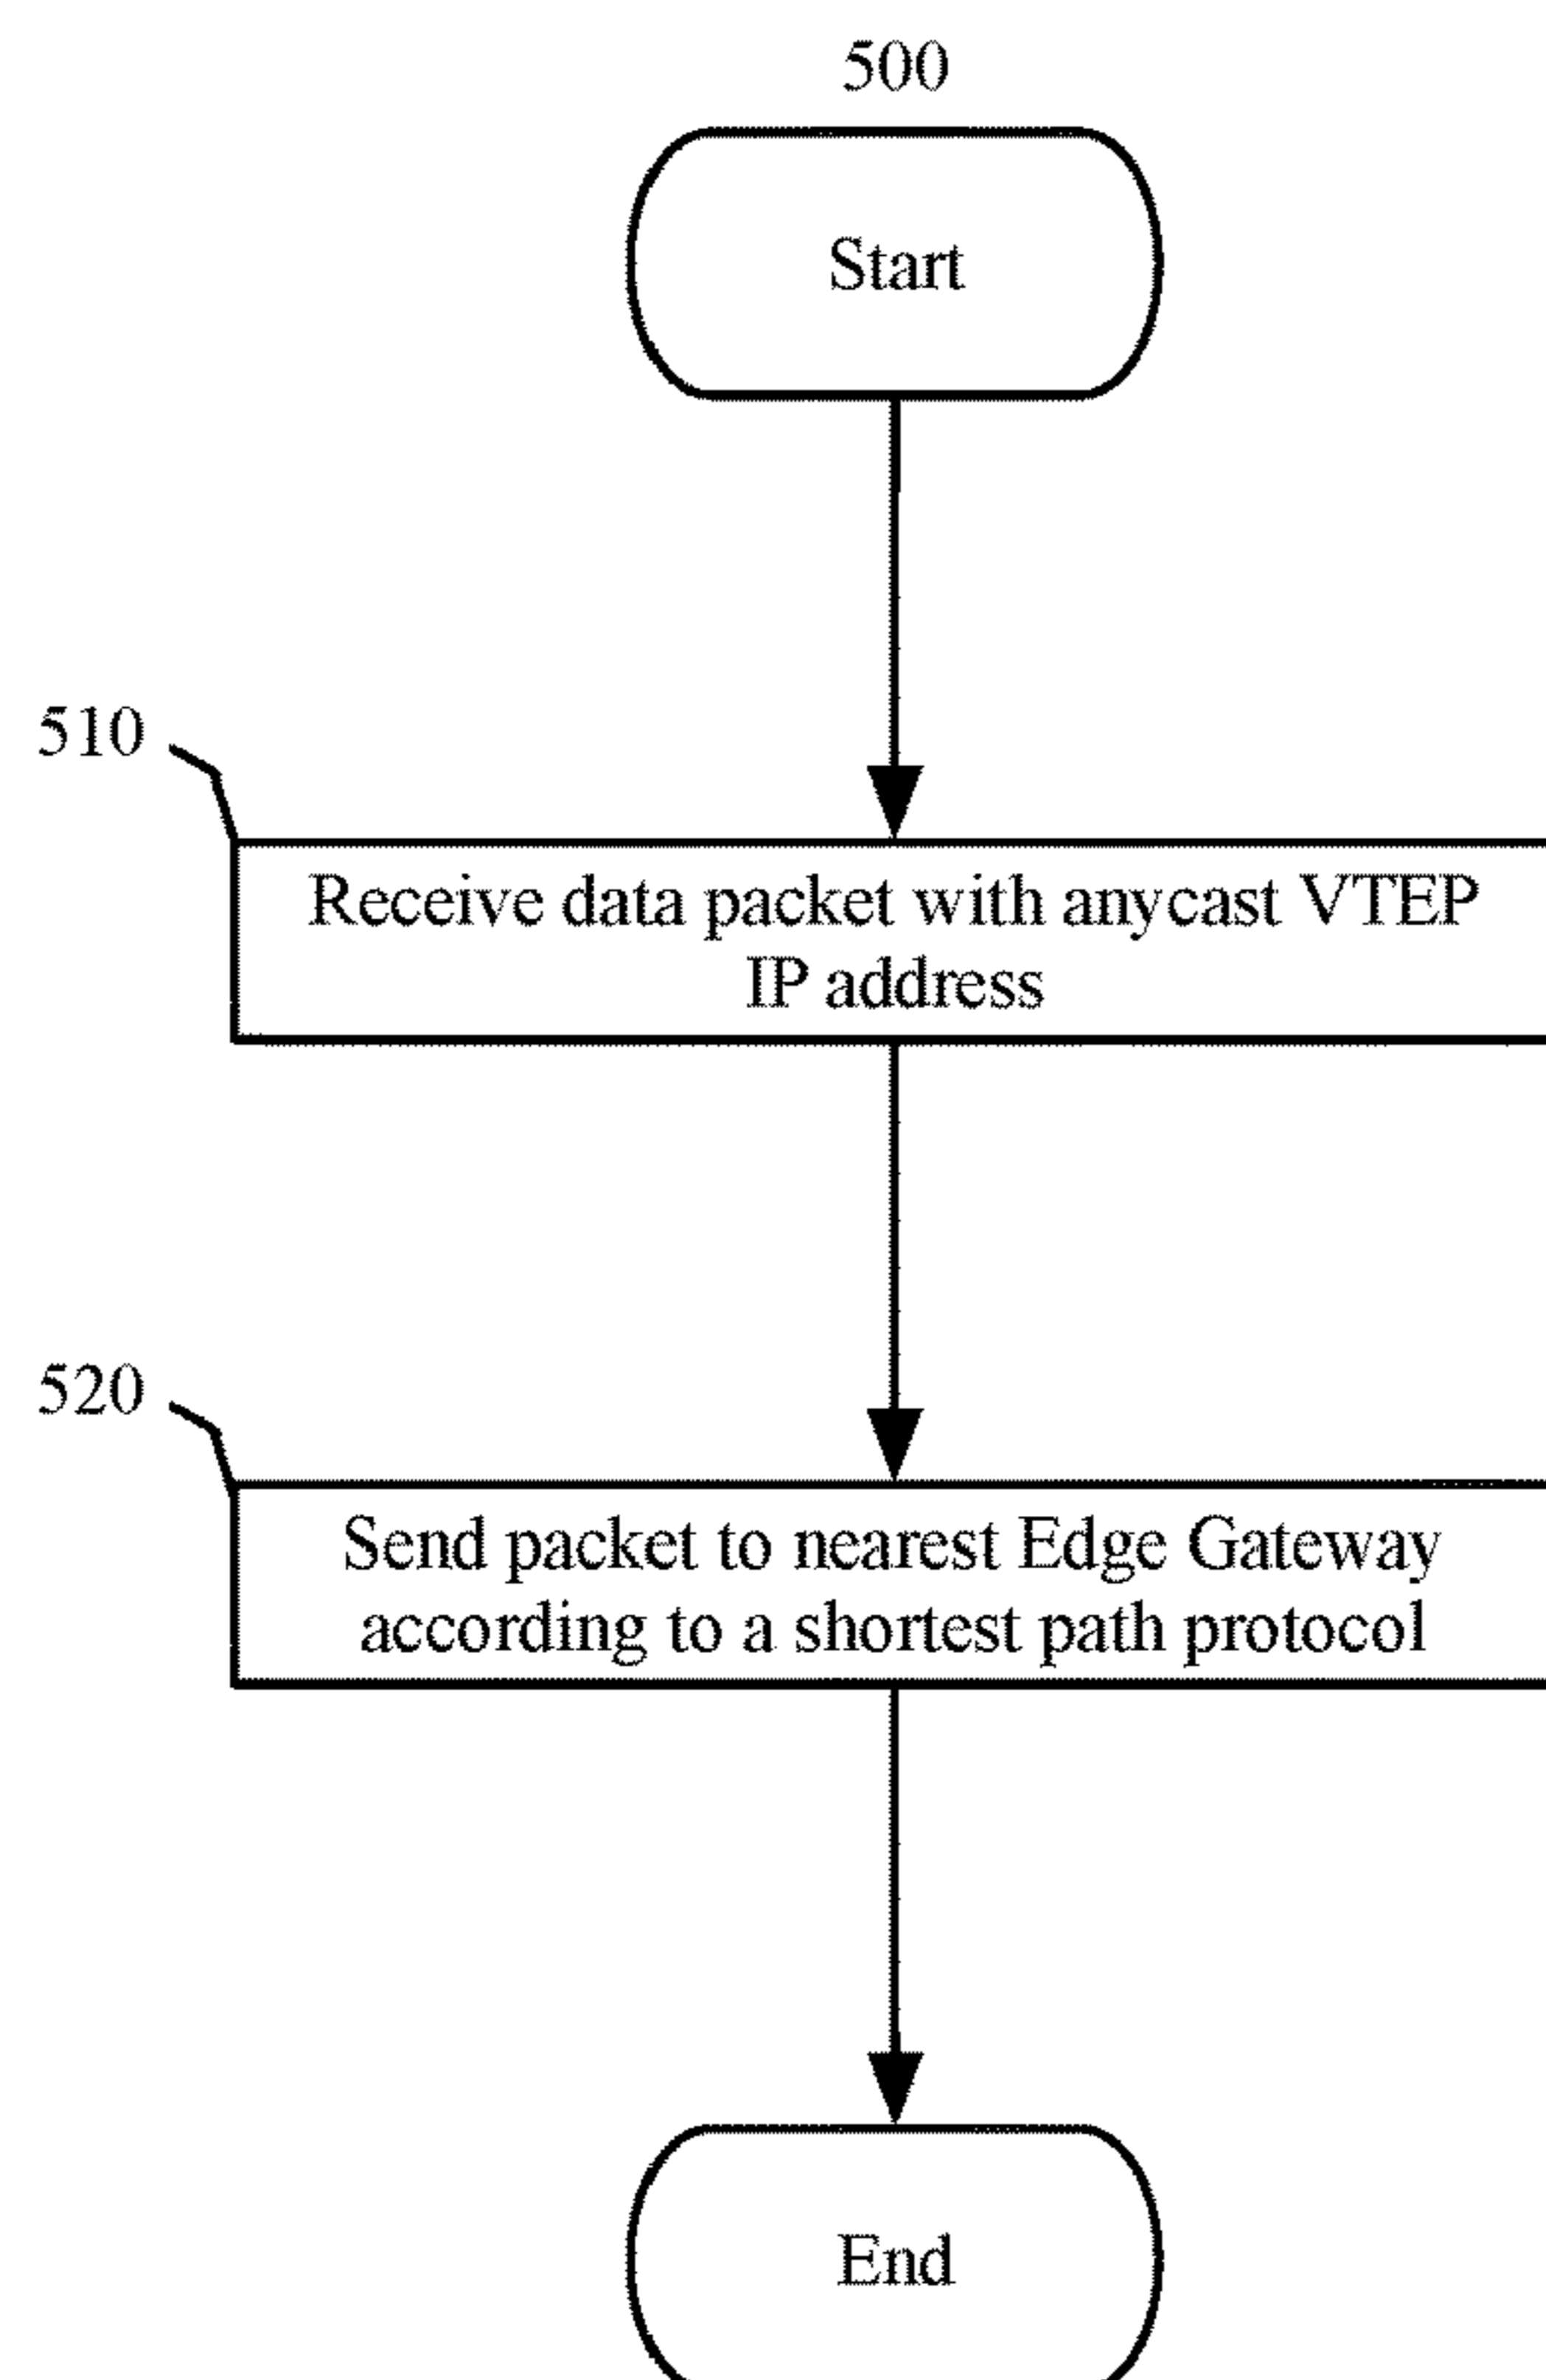 500
Start
510
Receive data packet with anycast VTEP
IP address
520
Send packet to nearest Edge Gateway
according to a shortest path protocol
End